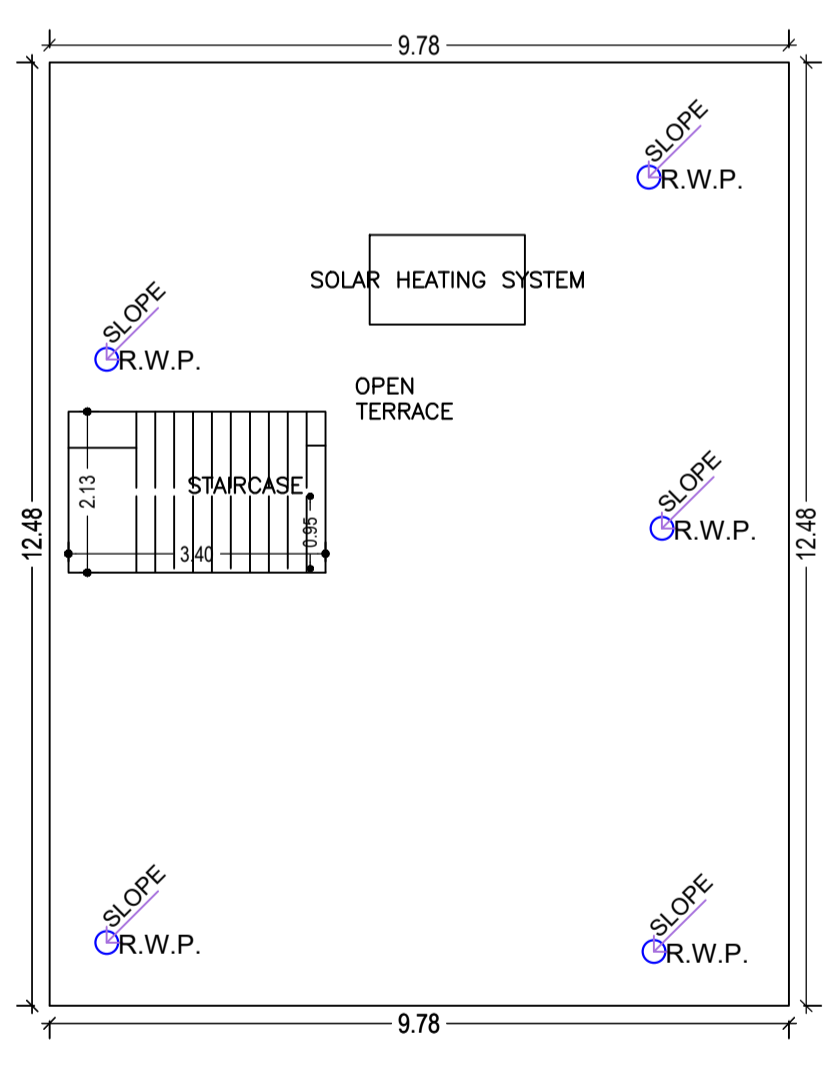 9.78
SLOPE
R.W.P.
SOLAR HEATING SYSTEM
SLOPE
R.W.P.
OPEN
TERRACE
2.13
STAIRCASE
SLOPE
R.W.P.
12.48
12.48
0.95
3.40
SLOPE
R.W.P.
SLOPE
R.W.P.
9.78